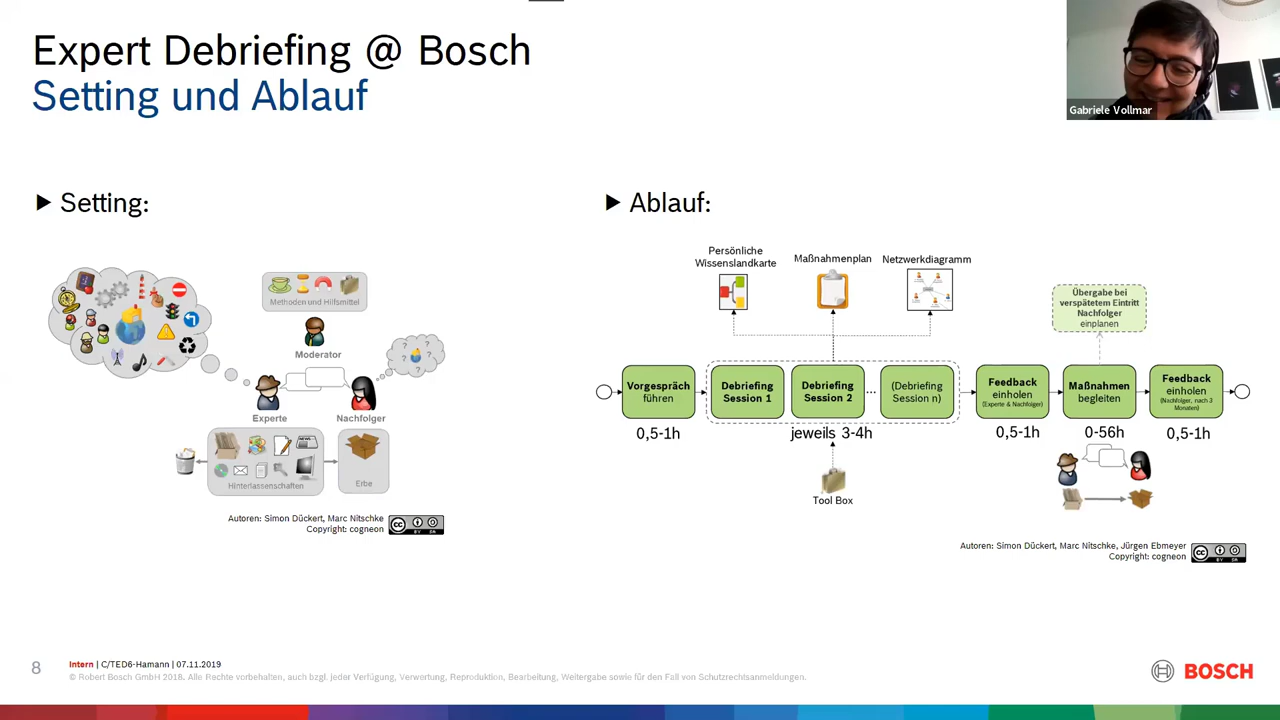 Expert Debriefing @ Bosch
Setting und Ablauf
Gabriele Vollmar
Setting:
Methoden und Hilfsmittel
Moderator
? ? ? ? ?
Experte
Nachfolger
NEWS
Hinterlassenschaften
Erbe
Autoren: Simon Dückert, Marc Nitschke
Copyright: cogneon
CC BY
Ablauf:
Persönliche
Wissenslandkarte
Maßnahmenplan
Netzwerkdiagramm
Übergabe bei
verspätetem Eintritt
Nachfolger
einplanen
Vorgespräch
führen
Debriefing
Session 1
Debriefing
Session 2
...
(Debriefing
Session n)
Feedback
einholen
(Experte & Nachfolger)
Maßnahmen
begleiten
Feedback
einholen
(Nachfolger, nach 3
Monaten)
0,5-1h
jeweils 3-4h
0,5-1h
0-56h
0,5-1h
Tool Box
Autoren: Simon Dückert, Marc Nitschke, Jürgen Ebmeyer
Copyright: cogneon
CC BY
8
Intern | C/TED6-Hamann | 07.11.2019
© Robert Bosch GmbH 2018. Alle Rechte vorbehalten, auch bzgl. jeder Verfügung, Verwertung, Reproduktion, Bearbeitung, Weitergabe sowie für den Fall von Schutzrechtsanmeldungen.
BOSCH